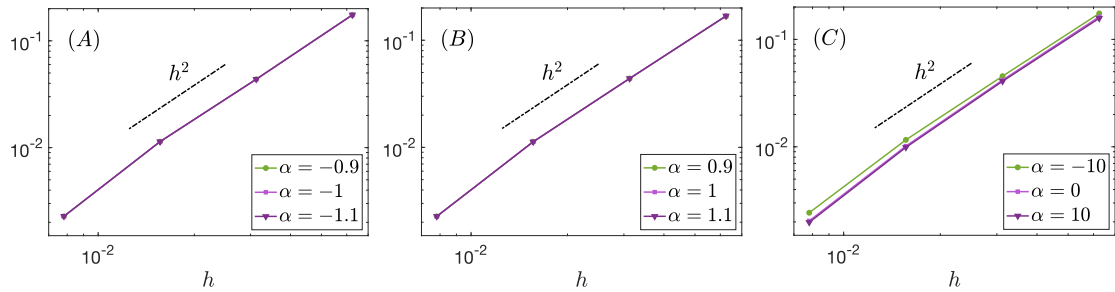 (A)
10^{-1}
h^2
10^{-2}
α = −0.9
α = −1
α = −1.1
10^{-2}
h
(B)
10^{-1}
h^2
10^{-2}
α = 0.9
α = 1
α = 1.1
10^{-2}
h
(C)
10^{-1}
h^2
10^{-2}
α = −10
α = 0
α = 10
10^{-2}
h